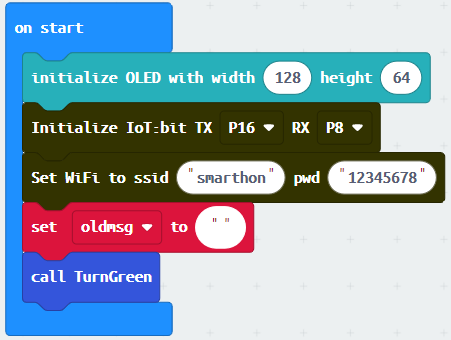 on start
initialize OLED with width 128 height 64
Initialize IoT:bit TX P16 RX P8
Set WiFi to ssid "smarthon" pwd "12345678"
set oldmsg to " "
call TurnGreen